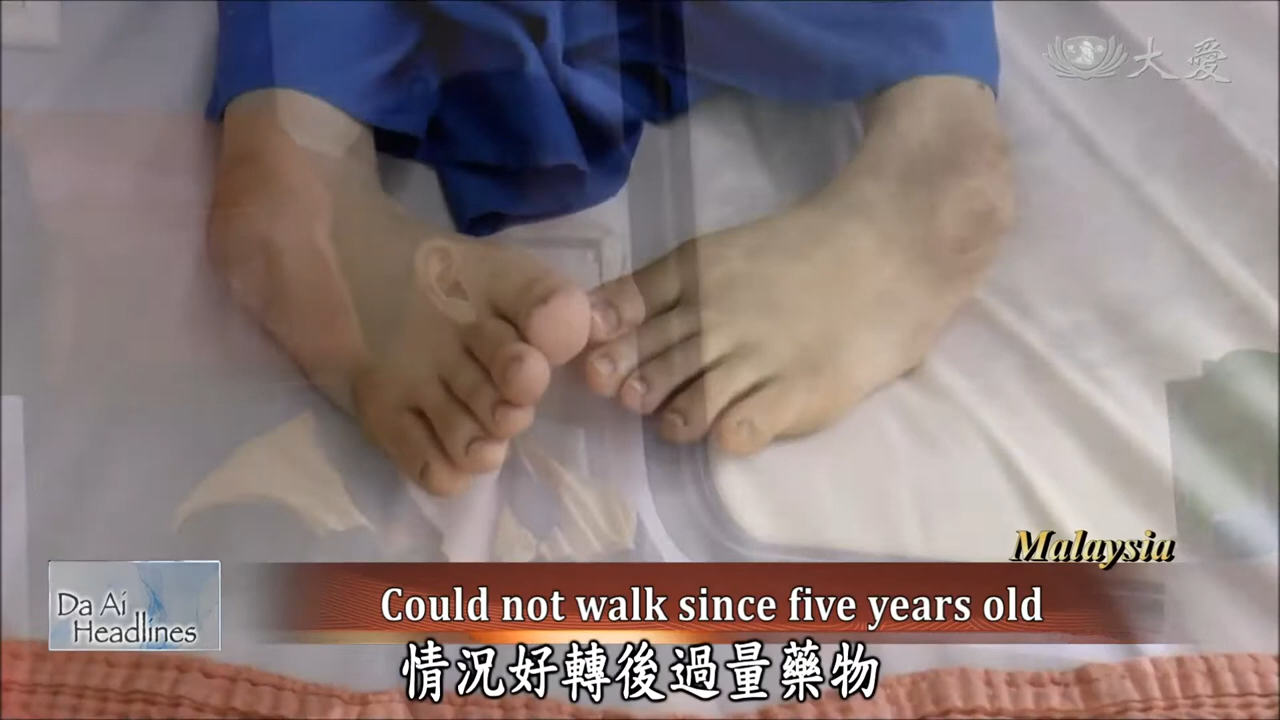 大愛
Malaysia
Da Ai
Headlines
Could not walk since five years old
情況好轉後過量藥物